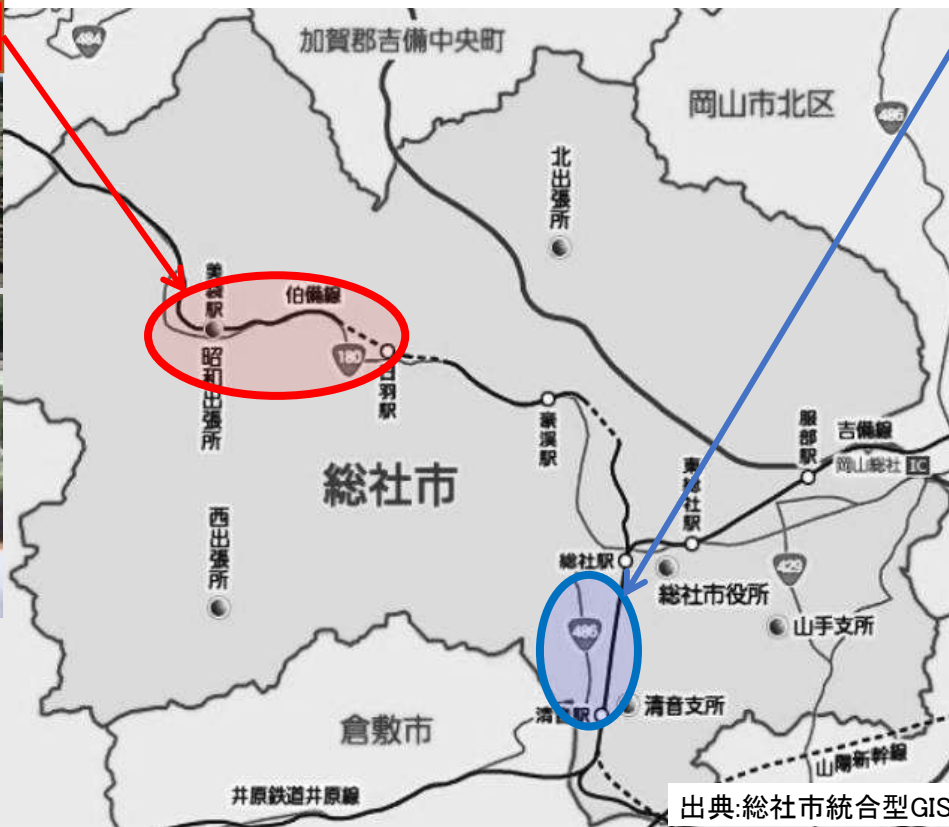 484
加賀郡吉備中央町
岡山市北区
486
北出張所
美袋駅
伯備線
昭和出張所
180
日羽駅
豪渓駅
服部駅
吉備線
岡山総社 IC
総社市
東総社駅
西出張所
総社駅
総社市役所
429
山手支所
486
清音駅
清音支所
倉敷市
山陽新幹線
井原鉄道井原線
出典:総社市統合型GIS